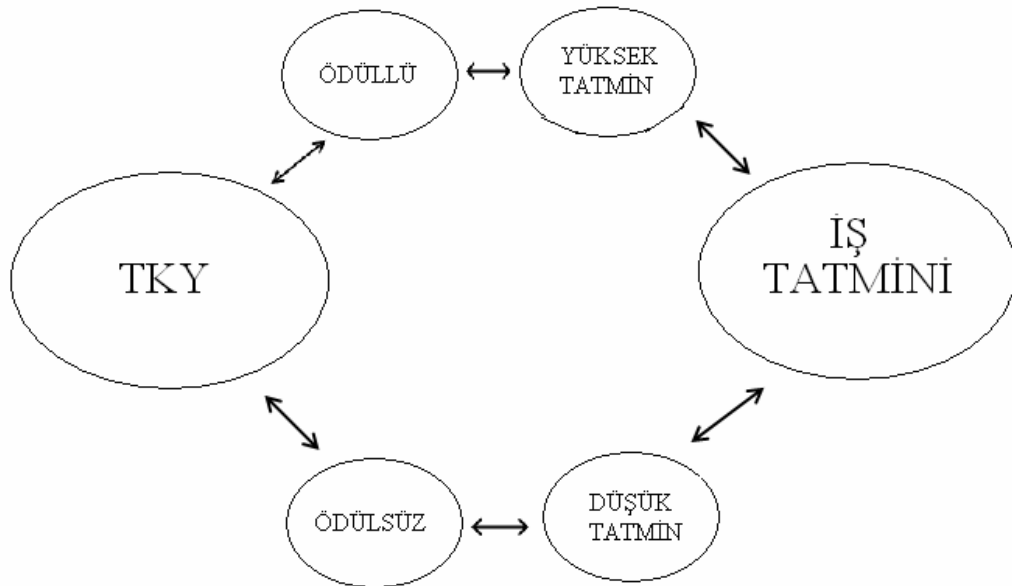 ÖDÜLLÜ
YÜKSEK
TATMİN
TKY
İŞ
TATMİNİ
ÖDÜLSÜZ
DÜŞÜK
TATMİN